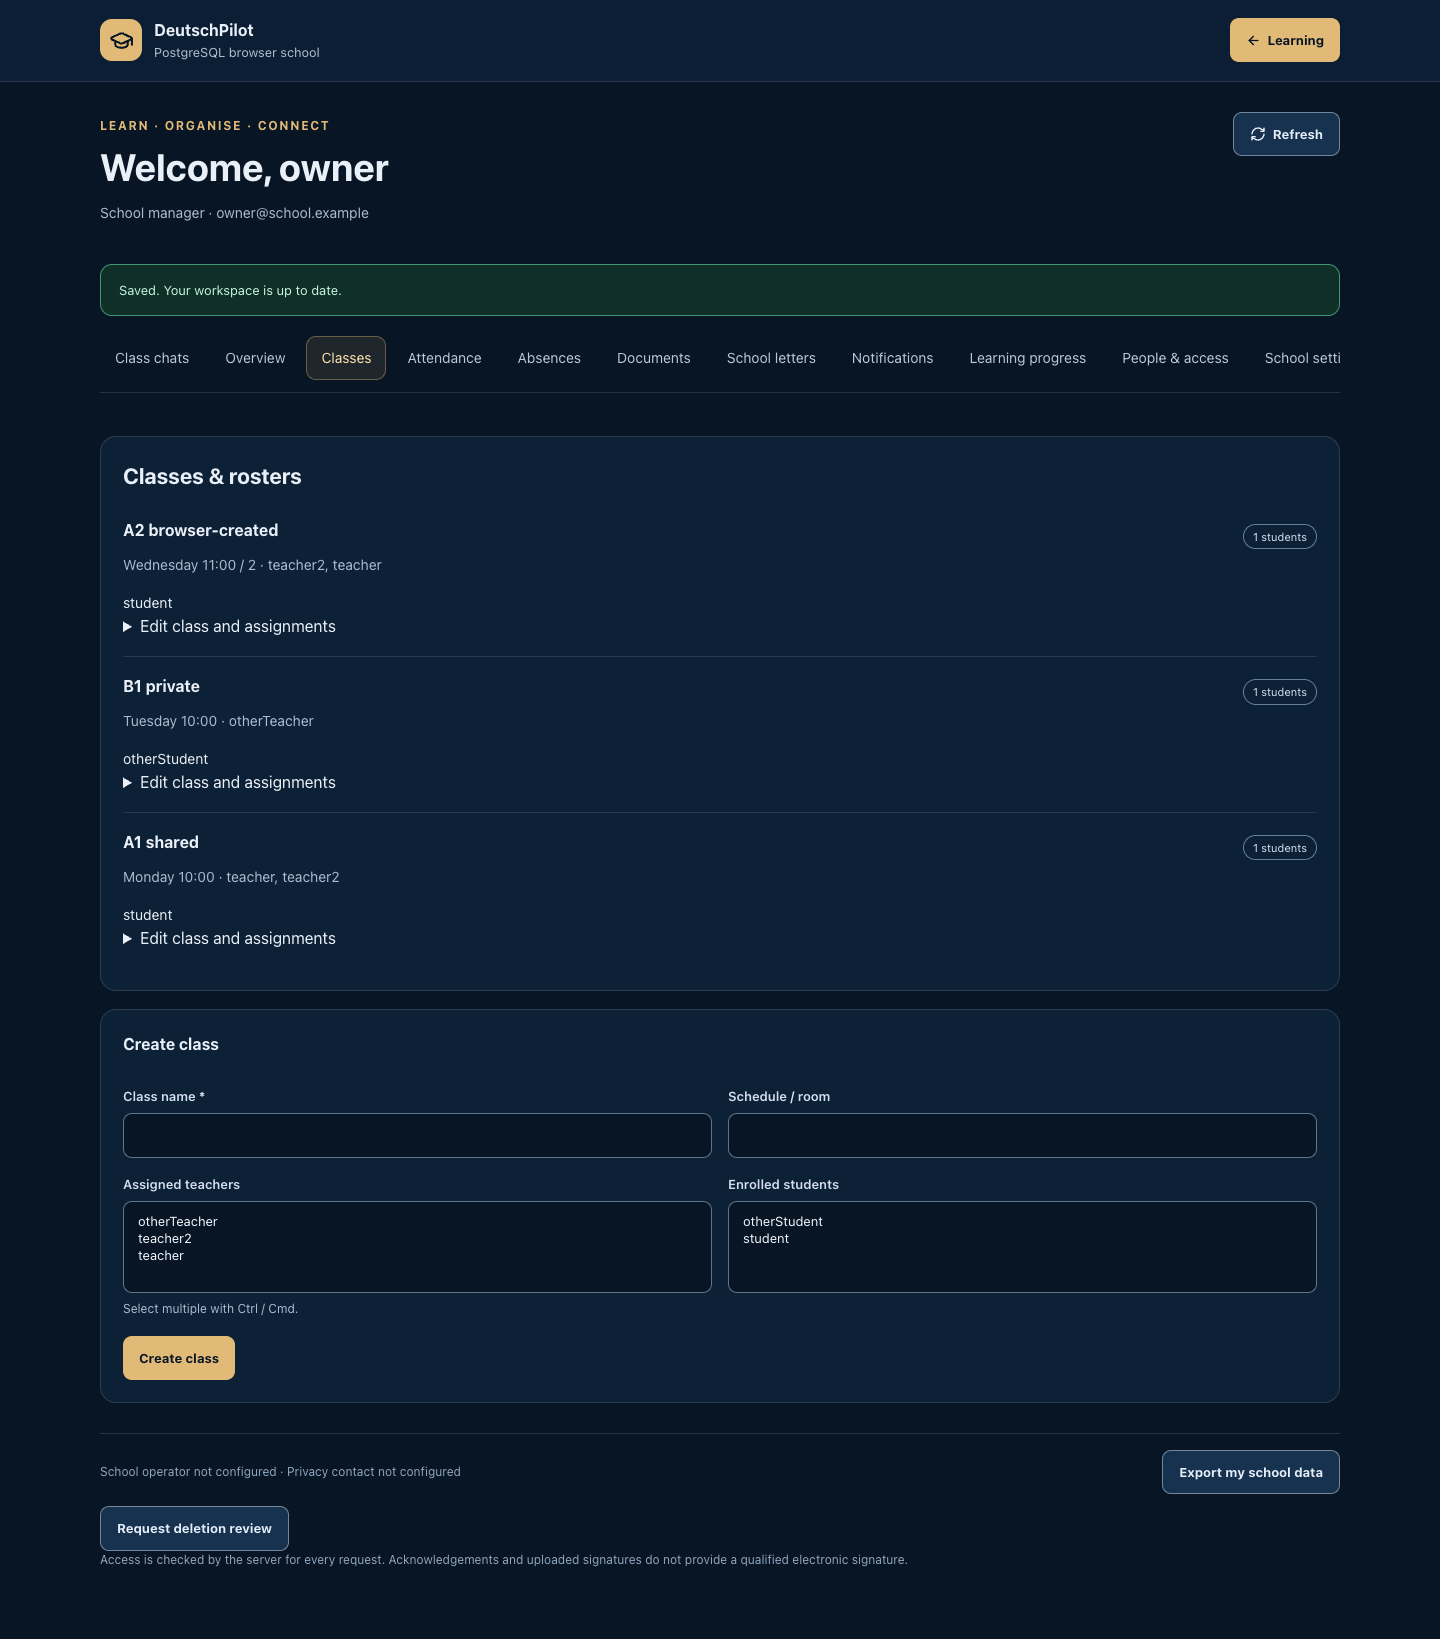 DeutschPilot
PostgreSQL browser school
← Learning
LEARN · ORGANISE · CONNECT
Welcome, owner
School manager · owner@school.example
Refresh
Saved. Your workspace is up to date.
Class chats Overview Classes Attendance Absences Documents School letters Notifications Learning progress People & access School setti
Classes & rosters
A2 browser-created
1 students
Wednesday 11:00 / 2 · teacher2, teacher
student
Edit class and assignments
B1 private
1 students
Tuesday 10:00 · otherTeacher
otherStudent
Edit class and assignments
A1 shared
1 students
Monday 10:00 · teacher, teacher2
student
Edit class and assignments
Create class
Class name *
Schedule / room
Assigned teachers
otherTeacher
teacher2
teacher
Select multiple with Ctrl / Cmd.
Enrolled students
otherStudent
student
Create class
School operator not configured · Privacy contact not configured
Export my school data
Request deletion review
Access is checked by the server for every request. Acknowledgements and uploaded signatures do not provide a qualified electronic signature.